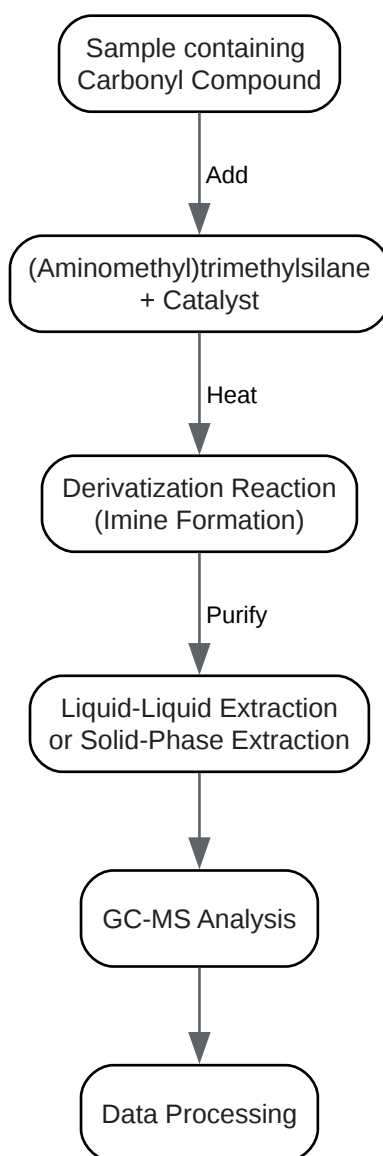 Sample containing
Carbonyl Compound
Add
(Aminomethyl)trimethylsilane
+ Catalyst
Heat
Derivatization Reaction
(Imine Formation)
Purify
Liquid-Liquid Extraction
or Solid-Phase Extraction
GC-MS Analysis
Data Processing